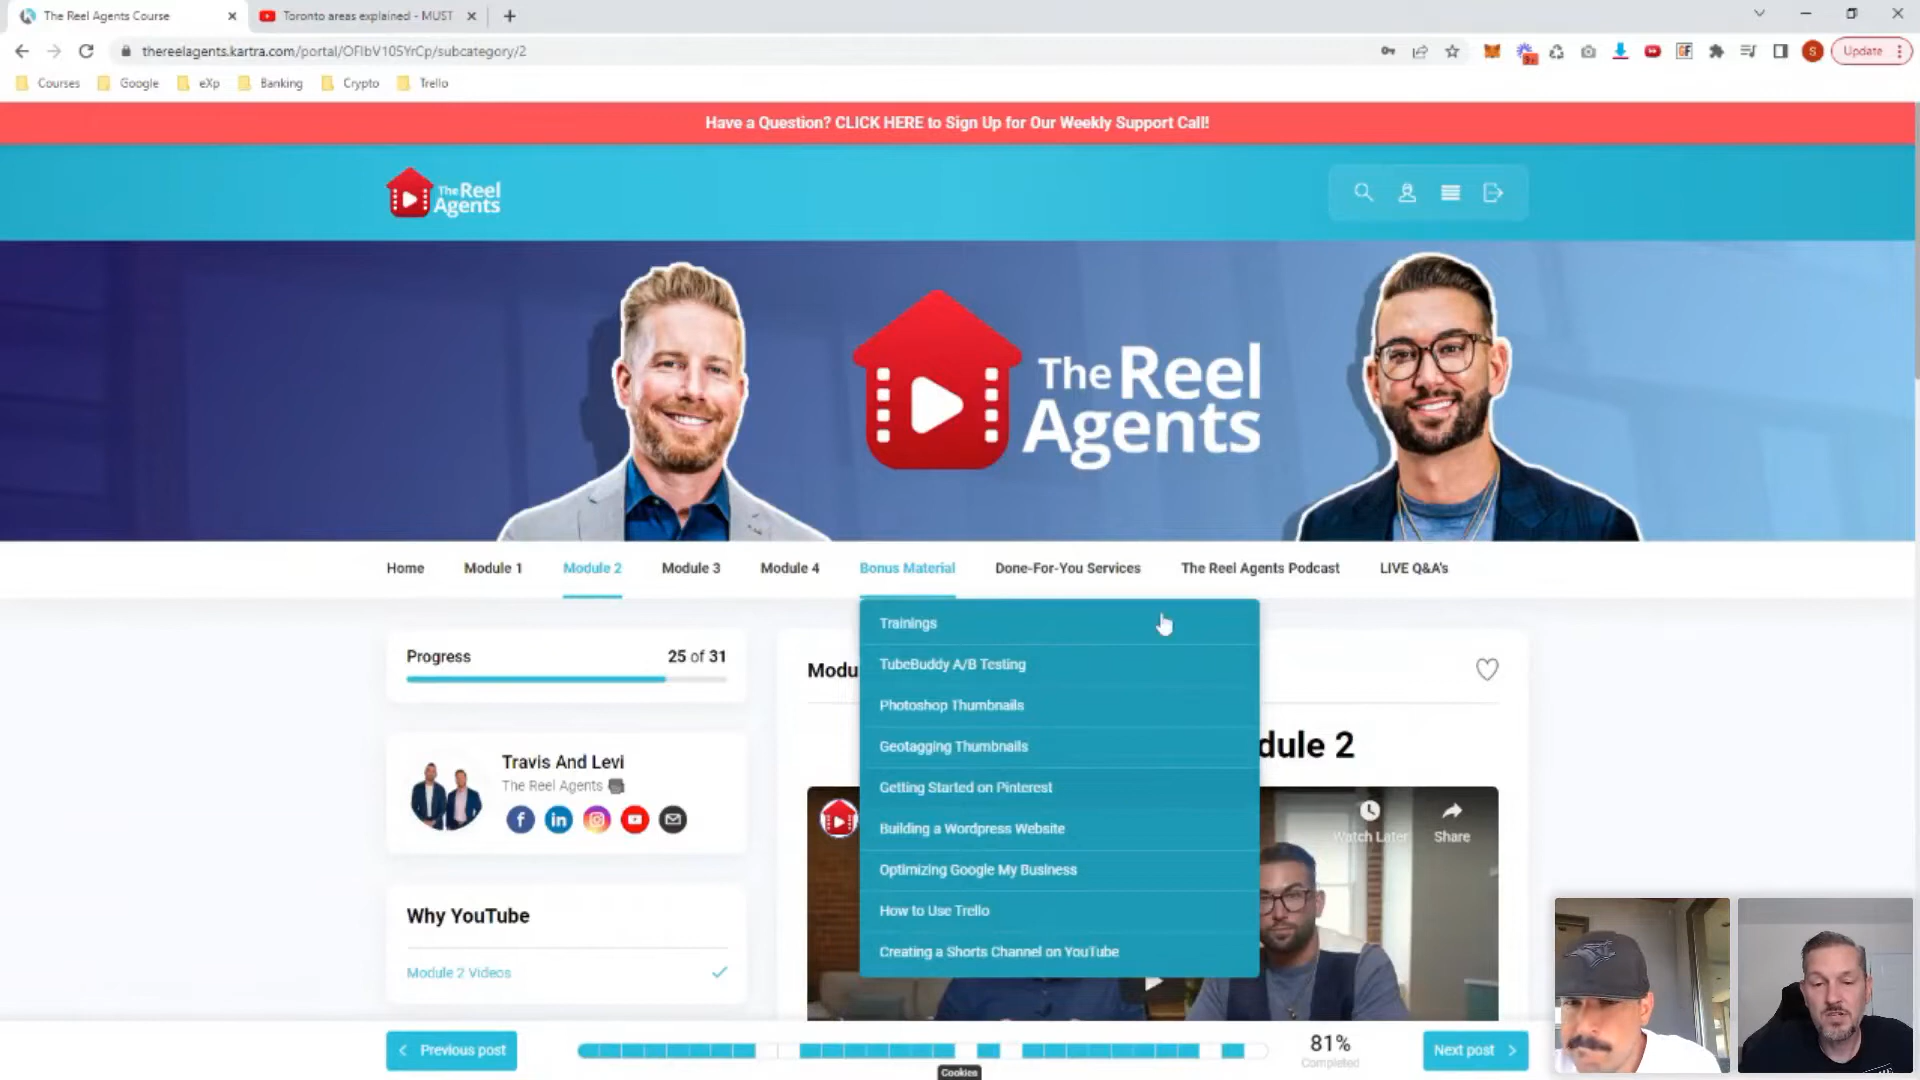 The Reel Agents Course
Toronto areas explained - MUST
thereelagents.kartra.com/portal/OFIbV105YrCp/subcategory/2
Update
Courses
Google
eXp
Banking
Crypto
Trello
Have a Question? CLICK HERE to Sign Up for Our Weekly Support Call!
The Reel
Agents
The Reel
Agents
Home
Module 1
Module 2
Module 3
Module 4
Bonus Material
Done-For-You Services
The Reel Agents Podcast
LIVE Q&A's
Trainings
TubeBuddy A/B Testing
Photoshop Thumbnails
Geotagging Thumbnails
Getting Started on Pinterest
Building a Wordpress Website
Optimizing Google My Business
How to Use Trello
Creating a Shorts Channel on YouTube
Progress
25 of 31
Travis And Levi
The Reel Agents
Why YouTube
Module 2 Videos
Modu
dule 2
Watch Later
Share
Previous post
81%
Completed
Next post
Cookies